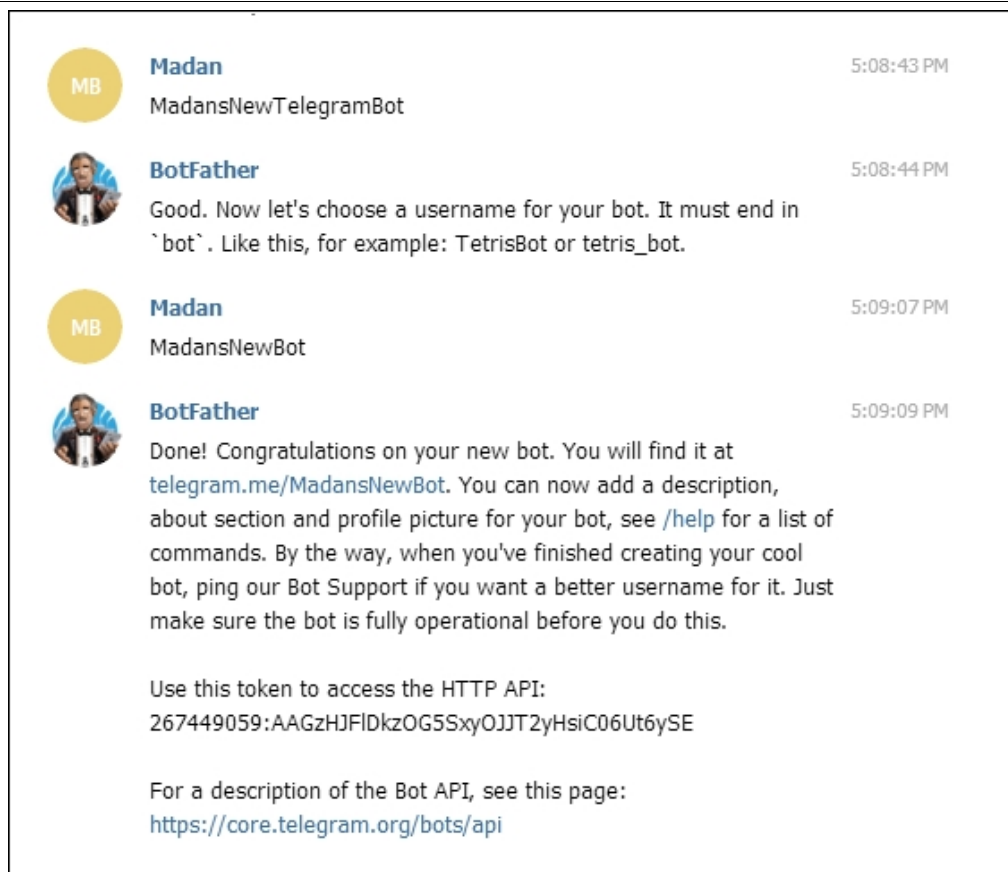 MB
Madan
5:08:43 PM
MadansNewTelegramBot
BotFather
5:08:44 PM
Good. Now let's choose a username for your bot. It must end in
`bot`. Like this, for example: TetrisBot or tetris_bot.
MB
Madan
5:09:07 PM
MadansNewBot
BotFather
5:09:09 PM
Done! Congratulations on your new bot. You will find it at
telegram.me/MadansNewBot. You can now add a description,
about section and profile picture for your bot, see /help for a list of
commands. By the way, when you've finished creating your cool
bot, ping our Bot Support if you want a better username for it. Just
make sure the bot is fully operational before you do this.
Use this token to access the HTTP API:
267449059:AAGzHJFlDkzOG5SxyOJJT2yHsiC06Ut6ySE
For a description of the Bot API, see this page:
https://core.telegram.org/bots/api